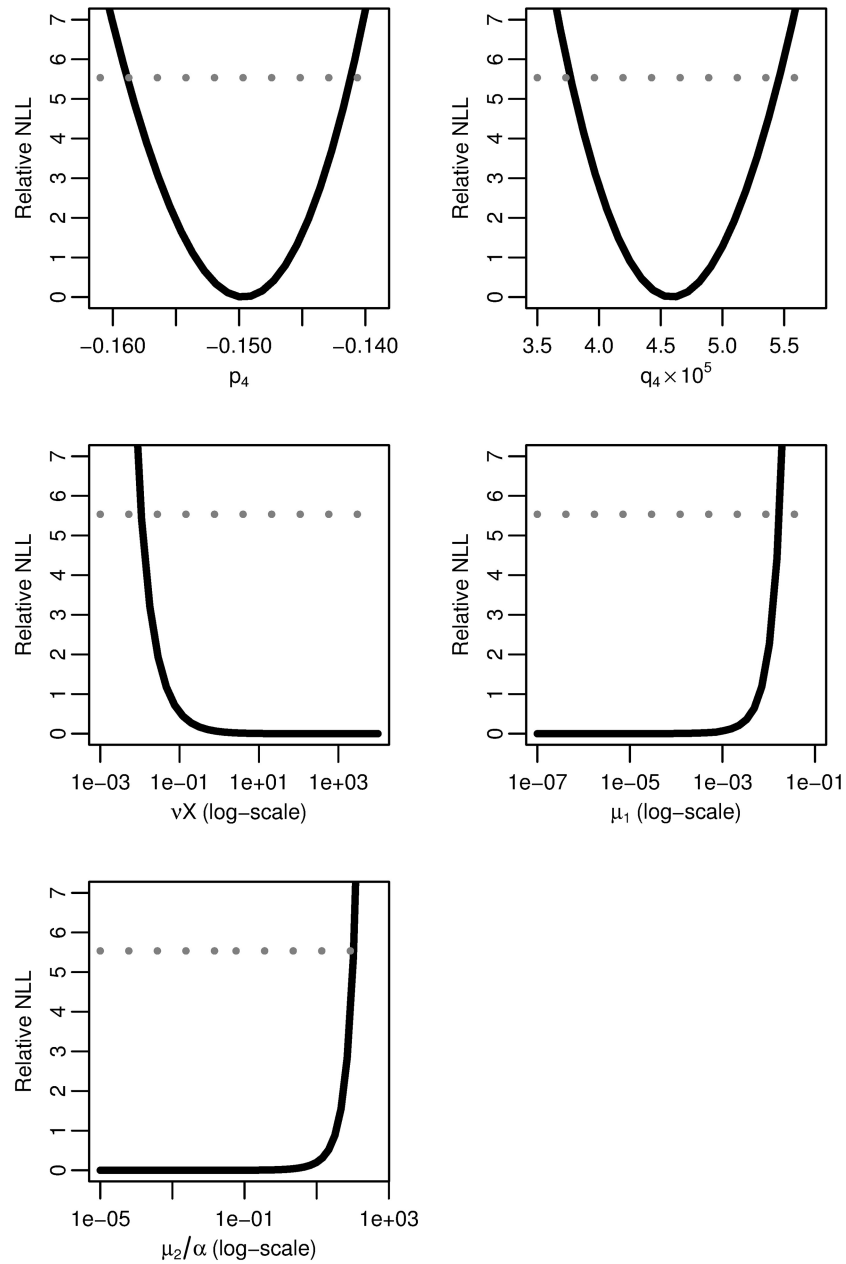 Relative NLL
7
6
5
4
3
2
1
0
−0.160 −0.150 −0.140
p4
Relative NLL
7
6
5
4
3
2
1
0
3.5 4.0 4.5 5.0 5.5
q4×10^5
Relative NLL
7
6
5
4
3
2
1
0
1e−03 1e−01 1e+01 1e+03
νX (log−scale)
Relative NLL
7
6
5
4
3
2
1
0
1e−07 1e−05 1e−03 1e−01
μ1 (log−scale)
Relative NLL
7
6
5
4
3
2
1
0
1e−05 1e−01 1e+03
μ2/α (log−scale)